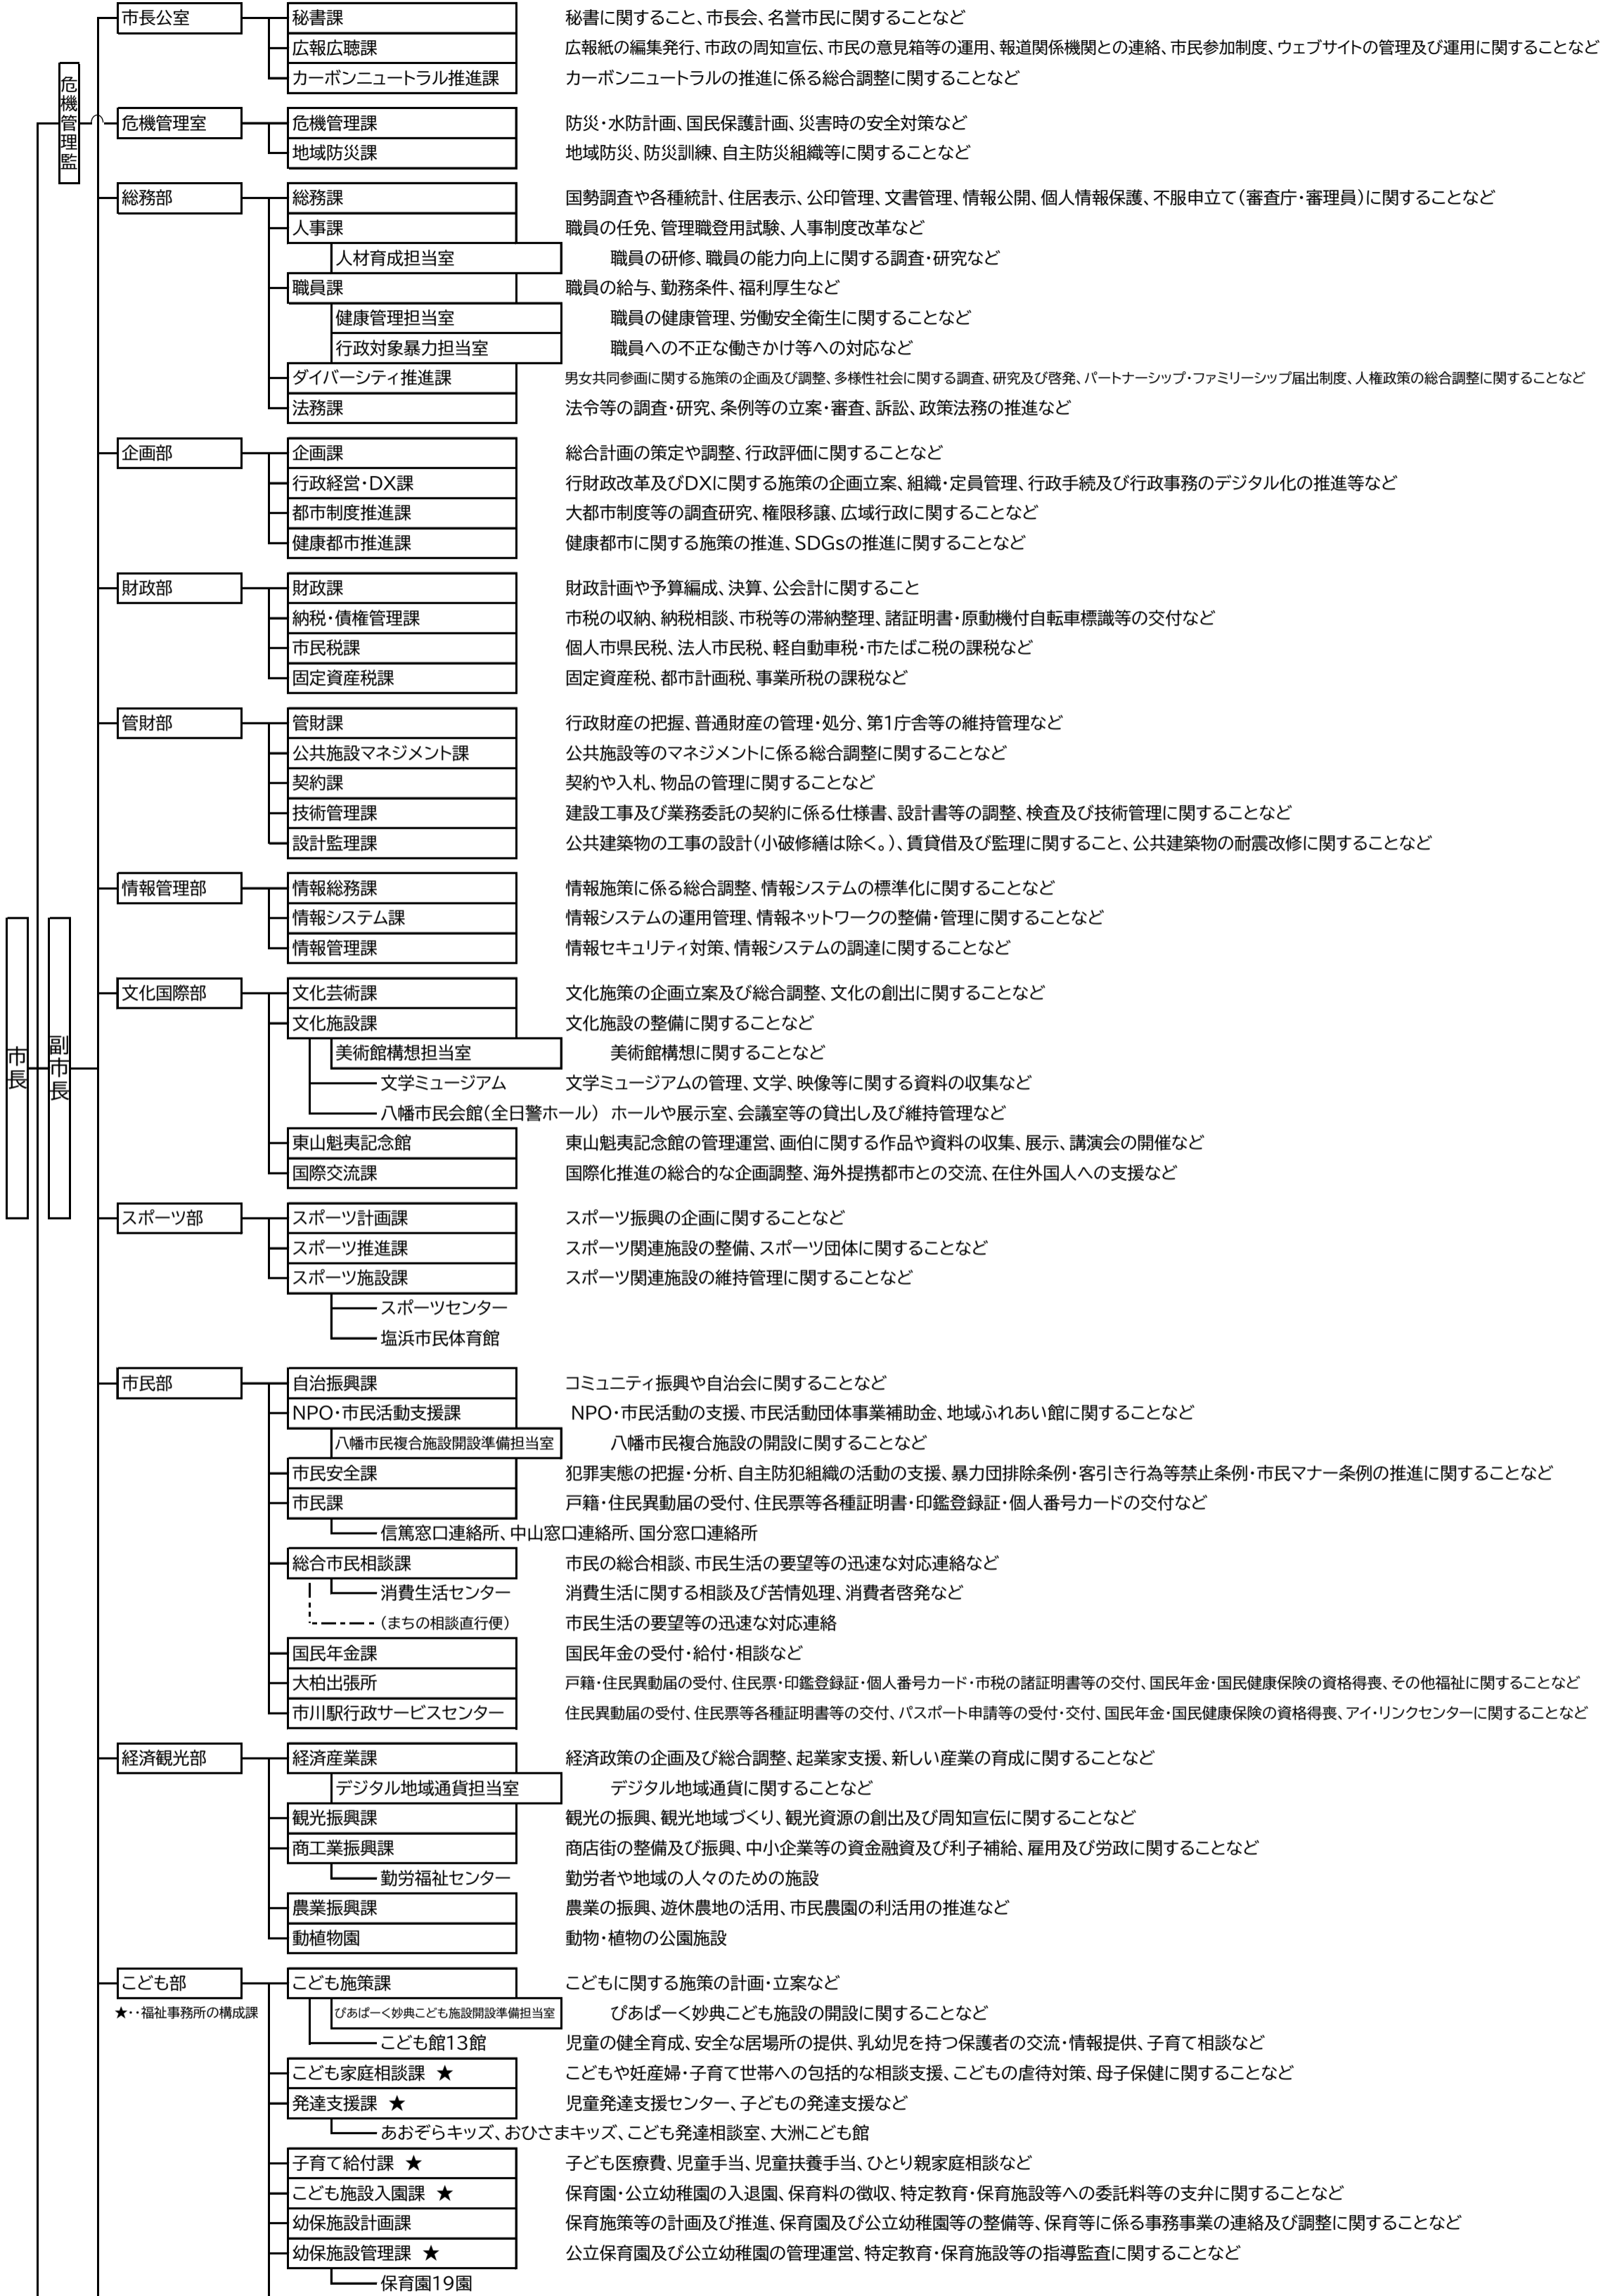 市長公室 秘書課 秘書に関すること、市長会、名誉市民に関することなど
広報広聴課 広報紙の編集発行、市政の周知宣伝、市民の意見箱等の運用、報道関係機関との連絡、市民参加制度、ウェブサイトの管理及び運用に関することなど
カーボンニュートラル推進課 カーボンニュートラルの推進に係る総合調整に関することなど
危機管理監
危機管理室 危機管理課 防災・水防計画、国民保護計画、災害時の安全対策など
地域防災課 地域防災、防災訓練、自主防災組織等に関することなど
総務部 総務課 国勢調査や各種統計、住居表示、公印管理、文書管理、情報公開、個人情報保護、不服申立て(審査庁・審理員)に関することなど
人事課 職員の任免、管理職登用試験、人事制度改革など
人材育成担当室 職員の研修、職員の能力向上に関する調査・研究など
職員課 職員の給与、勤務条件、福利厚生など
健康管理担当室 職員の健康管理、労働安全衛生に関することなど
行政対象暴力担当室 職員への不正な働きかけ等への対応など
ダイバーシティ推進課 男女共同参画に関する施策の企画及び調整、多様性社会に関する調査、研究及び啓発、パートナーシップ・ファミリーシップ届出制度、人権政策の総合調整に関することなど
法務課 法令等の調査・研究、条例等の立案・審査、訴訟、政策法務の推進など
企画部 企画課 総合計画の策定や調整、行政評価に関することなど
行政経営・DX課 行財政改革及びDXに関する施策の企画立案、組織・定員管理、行政手続及び行政事務のデジタル化の推進等など
都市制度推進課 大都市制度等の調査研究、権限移譲、広域行政に関することなど
健康都市推進課 健康都市に関する施策の推進、SDGsの推進に関することなど
財政部 財政課 財政計画や予算編成、決算、公会計に関すること
納税・債権管理課 市税の収納、納税相談、市税等の滞納整理、諸証明書・原動機付自転車標識等の交付など
市民税課 個人市県民税、法人市民税、軽自動車税・市たばこ税の課税など
固定資産税課 固定資産税、都市計画税、事業所税の課税など
管財部 管財課 行政財産の把握、普通財産の管理・処分、第1庁舎等の維持管理など
公共施設マネジメント課 公共施設等のマネジメントに係る総合調整に関することなど
契約課 契約や入札、物品の管理に関することなど
技術管理課 建設工事及び業務委託の契約に係る仕様書、設計書等の調整、検査及び技術管理に関することなど
設計監理課 公共建築物の工事の設計(小破修繕は除く。)、賃貸借及び監理に関すること、公共建築物の耐震改修に関することなど
情報管理部 情報総務課 情報施策に係る総合調整、情報システムの標準化に関することなど
情報システム課 情報システムの運用管理、情報ネットワークの整備・管理に関することなど
情報管理課 情報セキュリティ対策、情報システムの調達に関することなど
市長
副市長
文化国際部 文化芸術課 文化施策の企画立案及び総合調整、文化の創出に関することなど
文化施設課 文化施設の整備に関することなど
美術館構想担当室 美術館構想に関することなど
文学ミュージアム 文学ミュージアムの管理、文学、映像等に関する資料の収集など
八幡市民会館(全日警ホール) ホールや展示室、会議室等の貸出し及び維持管理など
東山魁夷記念館 東山魁夷記念館の管理運営、画伯に関する作品や資料の収集、展示、講演会の開催など
国際交流課 国際化推進の総合的な企画調整、海外提携都市との交流、在住外国人への支援など
スポーツ部 スポーツ計画課 スポーツ振興の企画に関することなど
スポーツ推進課 スポーツ関連施設の整備、スポーツ団体に関することなど
スポーツ施設課 スポーツ関連施設の維持管理に関することなど
スポーツセンター
塩浜市民体育館
市民部 自治振興課 コミュニティ振興や自治会に関することなど
NPO・市民活動支援課 NPO・市民活動の支援、市民活動団体事業補助金、地域ふれあい館に関することなど
八幡市民複合施設開設準備担当室 八幡市民複合施設の開設に関することなど
市民安全課 犯罪実態の把握・分析、自主防犯組織の活動の支援、暴力団排除条例・客引き行為等禁止条例・市民マナー条例の推進に関することなど
市民課 戸籍・住民異動届の受付、住民票等各種証明書・印鑑登録証・個人番号カードの交付など
信篤窓口連絡所、中山窓口連絡所、国分窓口連絡所
総合市民相談課 市民の総合相談、市民生活の要望等の迅速な対応連絡など
消費生活センター 消費生活に関する相談及び苦情処理、消費者啓発など
(まちの相談直行便) 市民生活の要望等の迅速な対応連絡
国民年金課 国民年金の受付・給付・相談など
大柏出張所 戸籍・住民異動届の受付、住民票・印鑑登録証・個人番号カード・市税の諸証明書等の交付、国民年金・国民健康保険の資格得喪、その他福祉に関することなど
市川駅行政サービスセンター 住民異動届の受付、住民票等各種証明書等の交付、パスポート申請等の受付・交付、国民年金・国民健康保険の資格得喪、アイ・リンクセンターに関することなど
経済観光部 経済産業課 経済政策の企画及び総合調整、起業家支援、新しい産業の育成に関することなど
デジタル地域通貨担当室 デジタル地域通貨に関することなど
観光振興課 観光の振興、観光地域づくり、観光資源の創出及び周知宣伝に関することなど
商工業振興課 商店街の整備及び振興、中小企業等の資金融資及び利子補給、雇用及び労政に関することなど
勤労福祉センター 勤労者や地域の人々のための施設
農業振興課 農業の振興、遊休農地の活用、市民農園の利活用の推進など
動植物園 動物・植物の公園施設
こども部 こども施策課 こどもに関する施策の計画・立案など
★・・福祉事務所の構成課 ぴあぱーく妙典こども施設開設準備担当室 ぴあぱーく妙典こども施設の開設に関することなど
こども館13館 児童の健全育成、安全な居場所の提供、乳幼児を持つ保護者の交流・情報提供、子育て相談など
こども家庭相談課 ★ こどもや妊産婦・子育て世帯への包括的な相談支援、こどもの虐待対策、母子保健に関することなど
発達支援課 ★ 児童発達支援センター、子どもの発達支援など
あおぞらキッズ、おひさまキッズ、こども発達相談室、大洲こども館
子育て給付課 ★ 子ども医療費、児童手当、児童扶養手当、ひとり親家庭相談など
こども施設入園課 ★ 保育園・公立幼稚園の入退園、保育料の徴収、特定教育・保育施設等への委託料等の支弁に関することなど
幼保施設計画課 保育施策等の計画及び推進、保育園及び公立幼稚園等の整備等、保育等に係る事務事業の連絡及び調整に関することなど
幼保施設管理課 ★ 公立保育園及び公立幼稚園の管理運営、特定教育・保育施設等の指導監査に関することなど
保育園19園